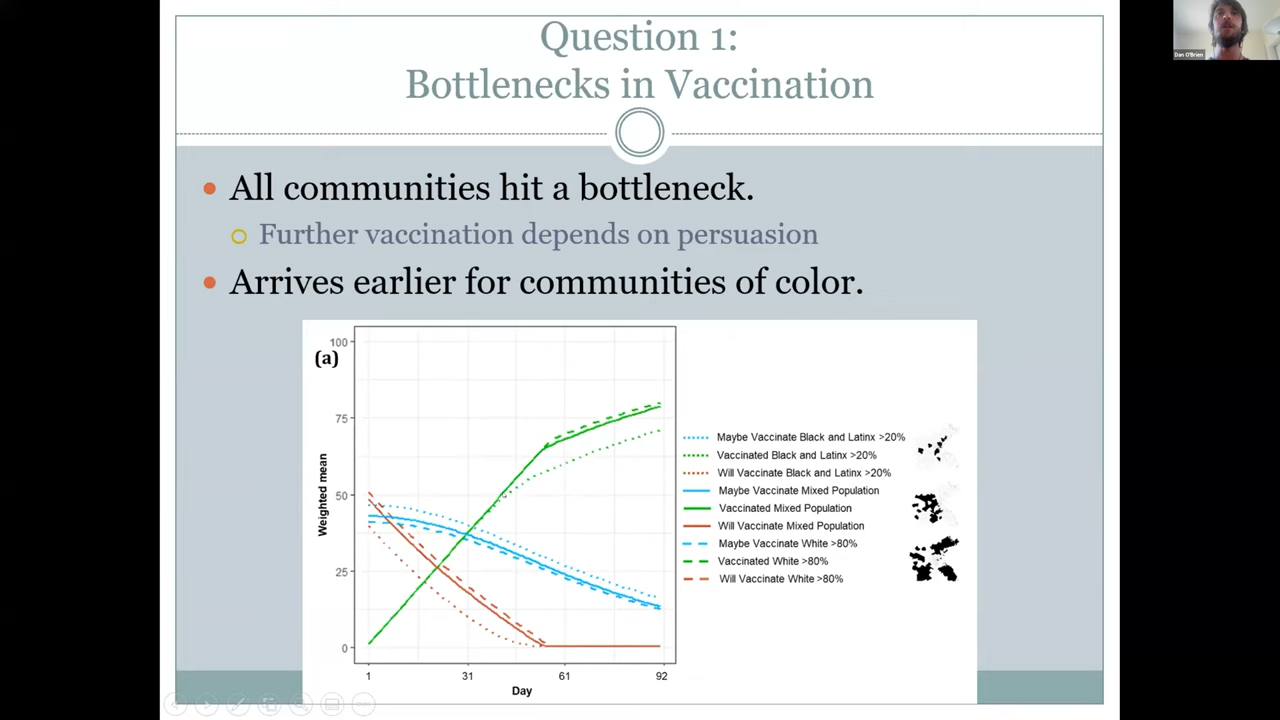 Question 1:
Bottlenecks in Vaccination
Dan O'Brien
All communities hit a bottleneck.
Further vaccination depends on persuasion
Arrives earlier for communities of color.
(a)
100
75
50
25
0
Weighted mean
1
31
61
92
Day
Maybe Vaccinate Black and Latinx >20%
Vaccinated Black and Latinx >20%
Will Vaccinate Black and Latinx >20%
Maybe Vaccinate Mixed Population
Vaccinated Mixed Population
Will Vaccinate Mixed Population
Maybe Vaccinate White >80%
Vaccinated White >80%
Will Vaccinate White >80%